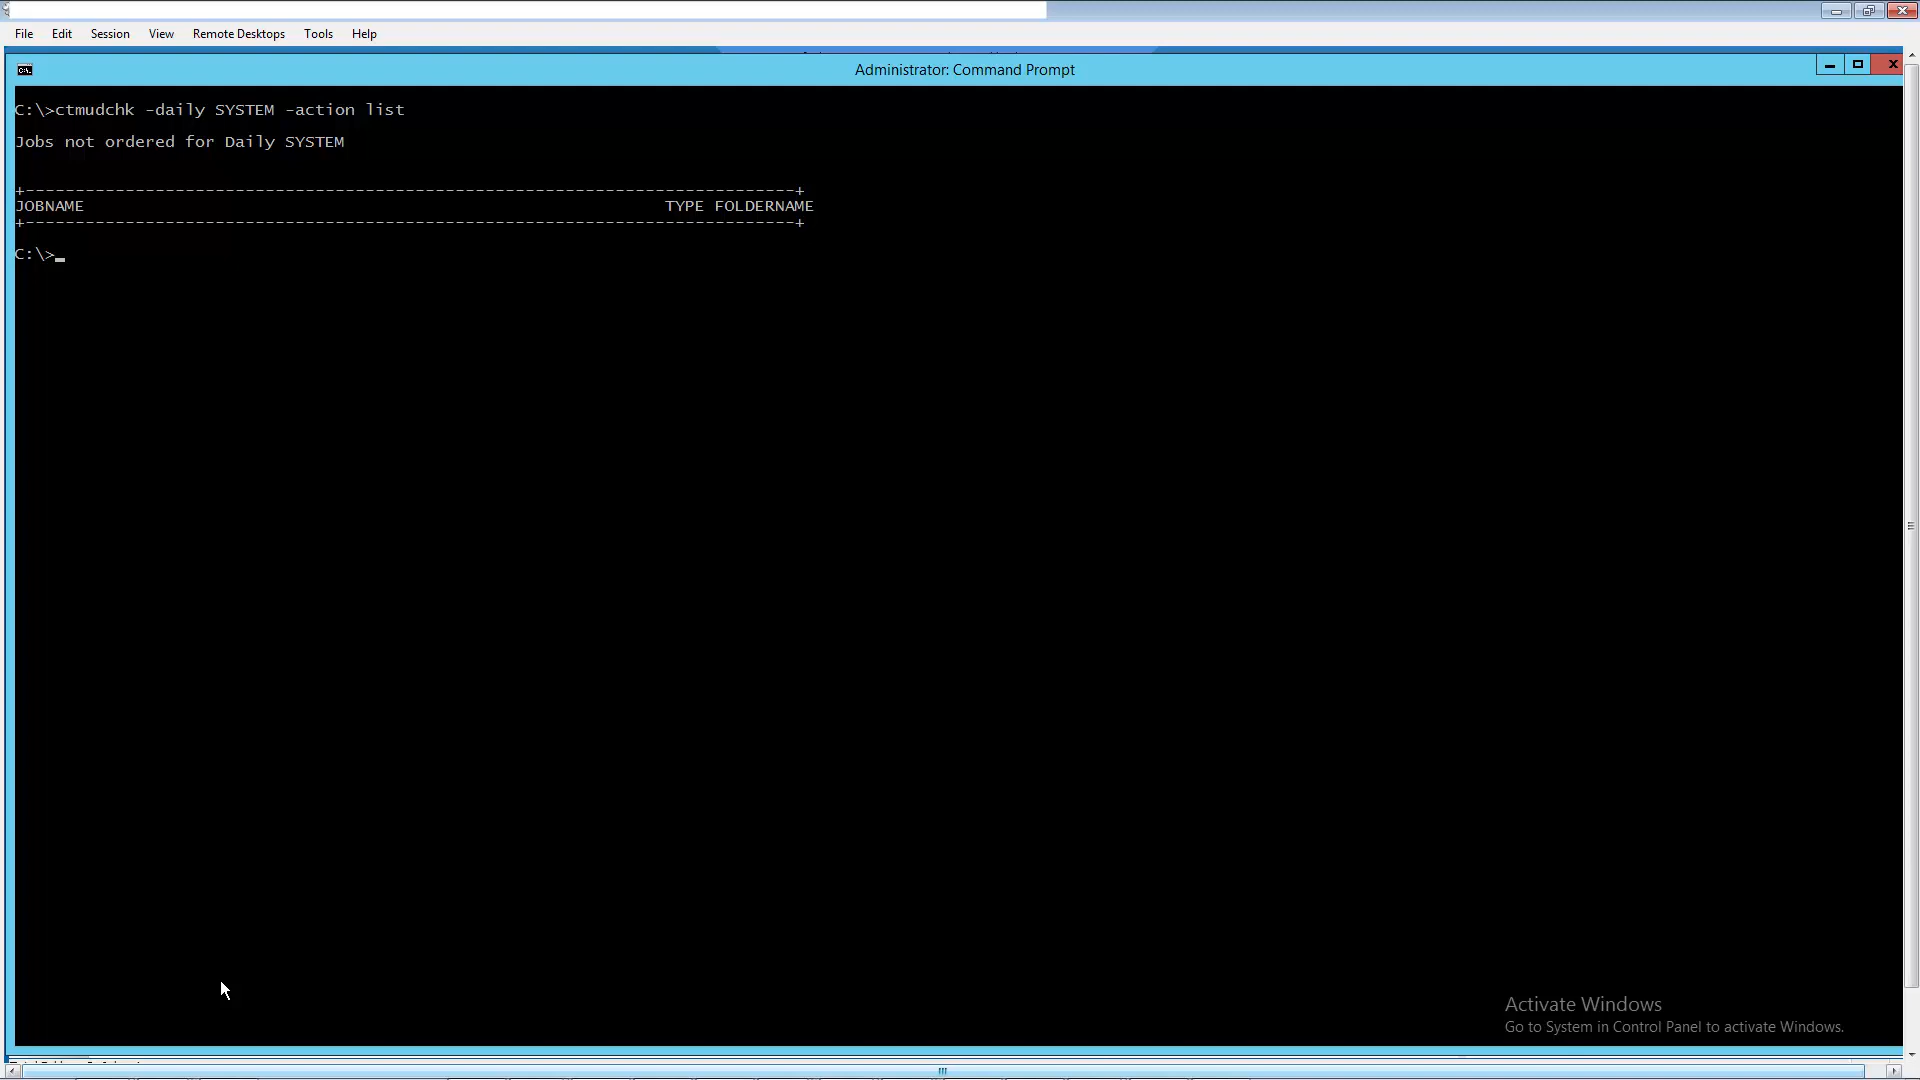 File Edit Session View Remote Desktops Tools Help
Administrator: Command Prompt
C:\>ctmudchk -daily SYSTEM -action list
Jobs not ordered for Daily SYSTEM
+-----------------------------------------------------------------------------+
JOBNAME TYPE FOLDERNAME
+-----------------------------------------------------------------------------+
C:\>_
Activate Windows
Go to System in Control Panel to activate Windows.